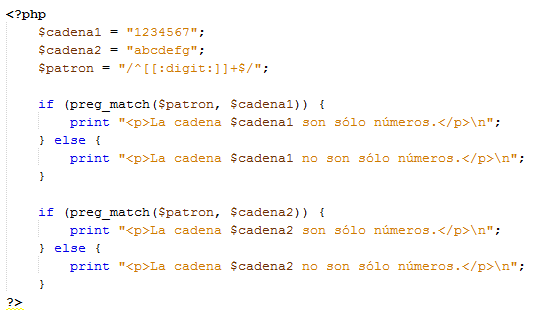 <?php
$cadena1 = "1234567";
$cadena2 = "abcdefg";
$patron = "/^[[:digit:]]+$/";
if (preg_match($patron, $cadena1)) {
print "<p>La cadena $cadena1 son sólo números.</p>\n";
} else {
print "<p>La cadena $cadena1 no son sólo números.</p>\n";
}
if (preg_match($patron, $cadena2)) {
print "<p>La cadena $cadena2 son sólo números.</p>\n";
} else {
print "<p>La cadena $cadena2 no son sólo números.</p>\n";
}
?>